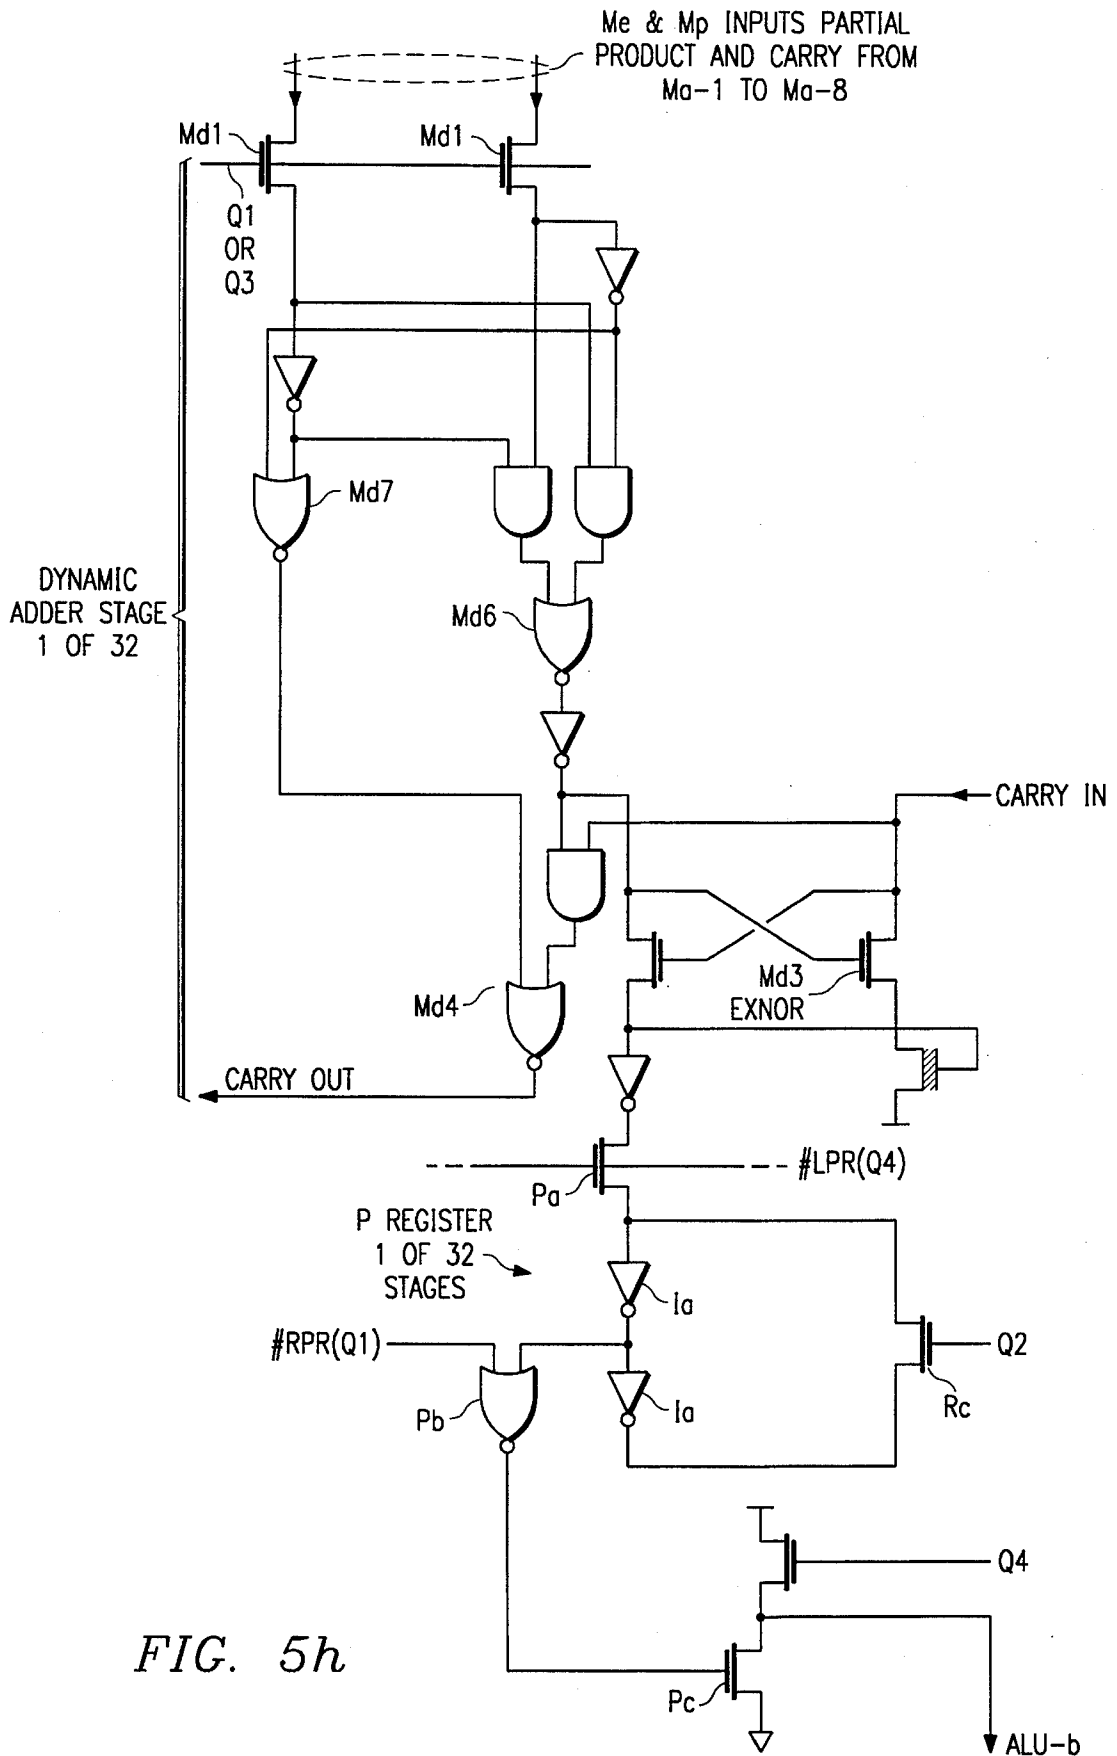 Me & Mp INPUTS PARTIAL
PRODUCT AND CARRY FROM
Ma-1 TO Ma-8
Md1
Md1
Q1
OR
Q3
Md7
DYNAMIC
ADDER STAGE
1 OF 32
Md6
CARRY IN
Md3
EXNOR
Md4
CARRY OUT
#LPR(Q4)
Pa
P REGISTER
1 OF 32
STAGES
Ia
#RPR(Q1)
Q2
Ia
Rc
Pb
Q4
FIG. 5h
Pc
ALU-b